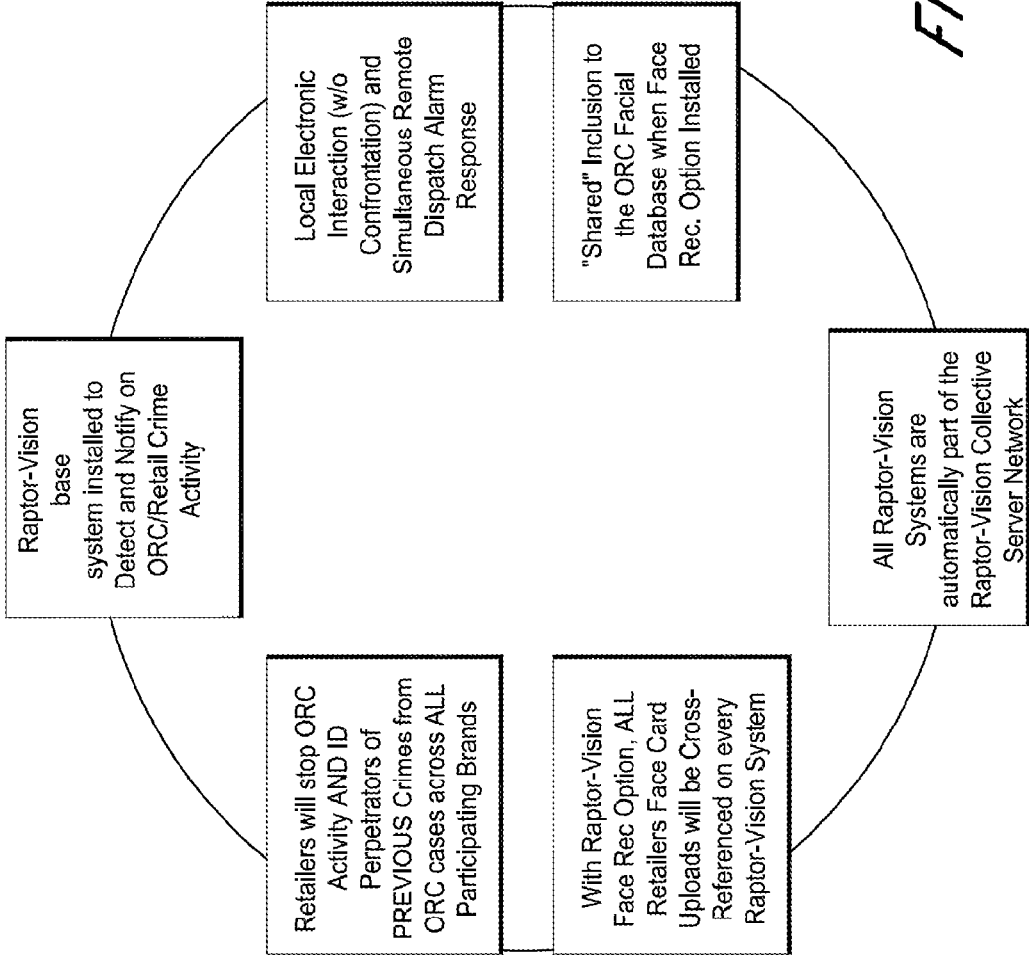 Raptor-Vision
base
system installed to
Detect and Notify on
ORC/Retail Crime
Activity
Local Electronic
Interaction (w/o
Confrontation) and
Simultaneous Remote
Dispatch Alarm
Response
"Shared" Inclusion to
the ORC Facial
Database when Face
Rec. Option Installed
All Raptor-Vision
Systems are
automatically part of the
Raptor-Vision Collective
Server Network
With Raptor-Vision
Face Rec Option, ALL
Retailers Face Card
Uploads will be Cross-
Referenced on every
Raptor-Vision System
Retailers will stop ORC
Activity AND ID
Perpetrators of
PREVIOUS Crimes from
ORC cases across ALL
Participating Brands